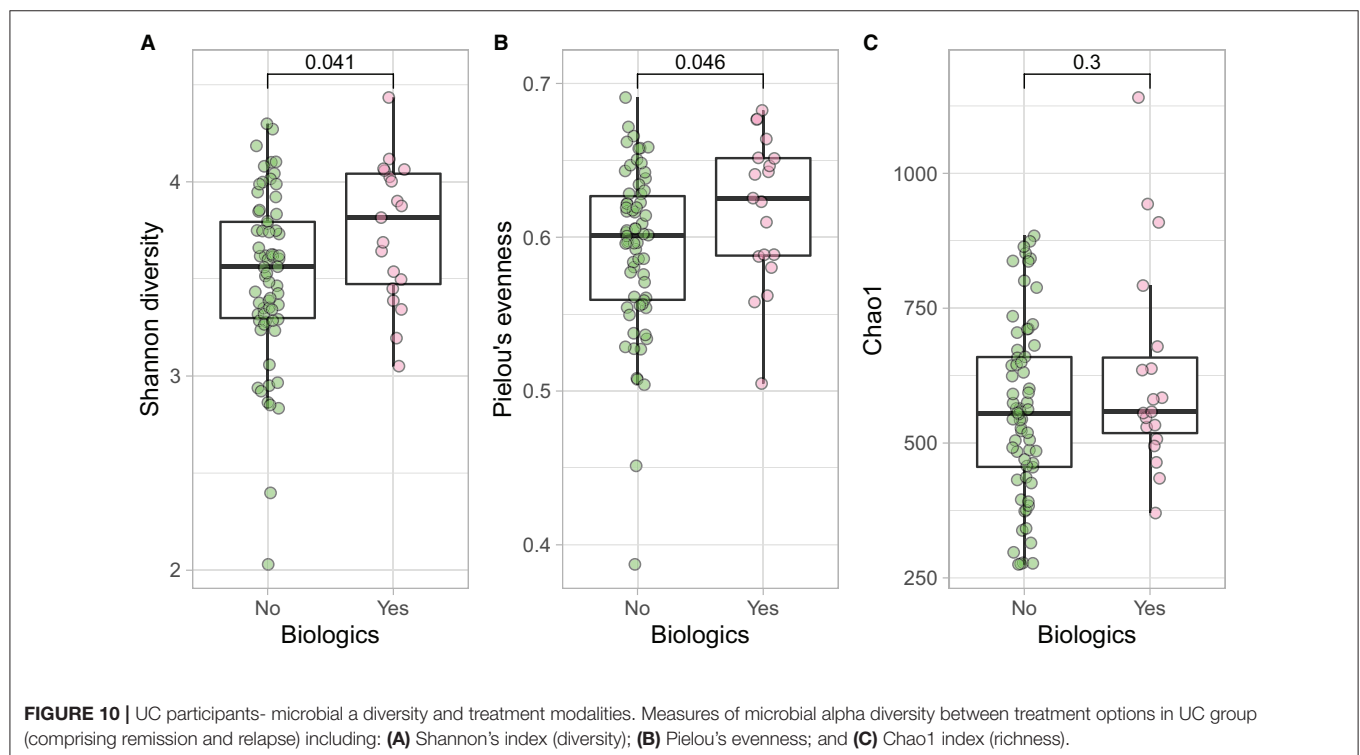 A
0.041
Shannon diversity
4
3
2
No Yes
Biologics
B
0.046
Pielou's evenness
0.7
0.6
0.5
0.4
No Yes
Biologics
C
0.3
Chao1
1000
750
500
250
No Yes
Biologics
FIGURE 10 | UC participants- microbial a diversity and treatment modalities. Measures of microbial alpha diversity between treatment options in UC group
(comprising remission and relapse) including: (A) Shannon's index (diversity); (B) Pielou's evenness; and (C) Chao1 index (richness).